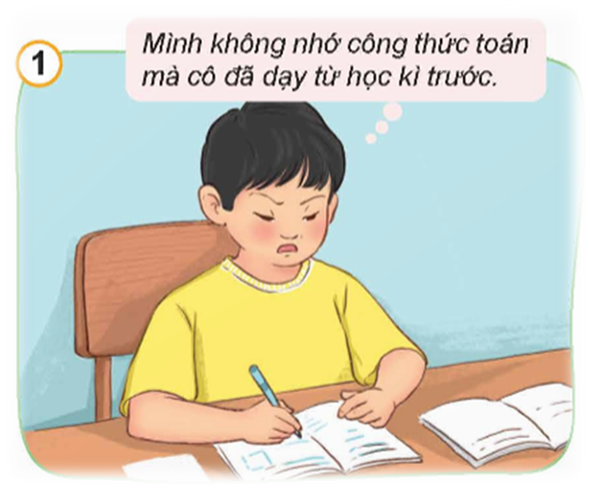 1
Mình không nhớ công thức toán
mà cô đã dạy từ học kì trước.